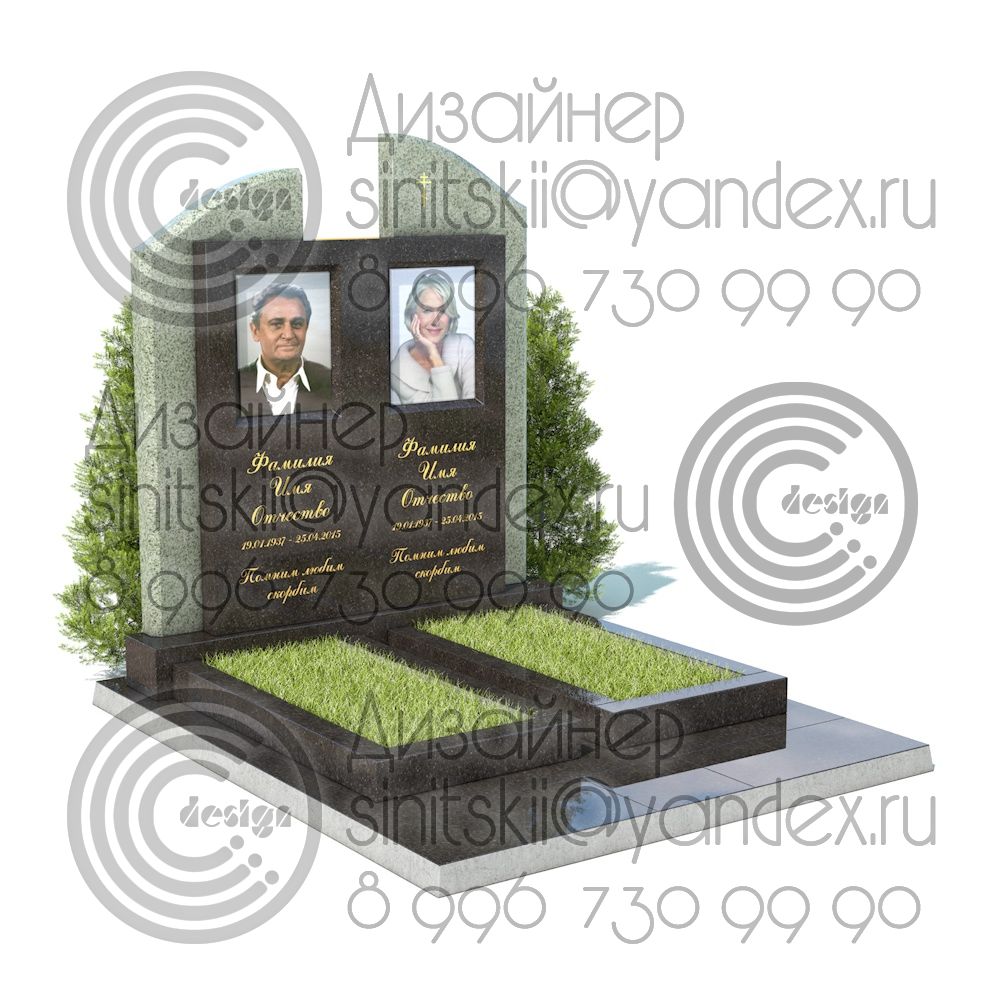 Дизайнер
design
sinitskii@yandex.ru
8 996 730 99 90
Дизайнер
Фамилия
Имя
Отчество
19.01.1937 - 25.04.2015
Помним любим
скорбим
Фамилия
Имя
Отчество
19.01.1937 - 25.04.2015
Помним любим
скорбим
sinitskii@yandex.ru
design
8 996 730 99 90
Дизайнер
design
sinitskii@yandex.ru
8 996 730 99 90